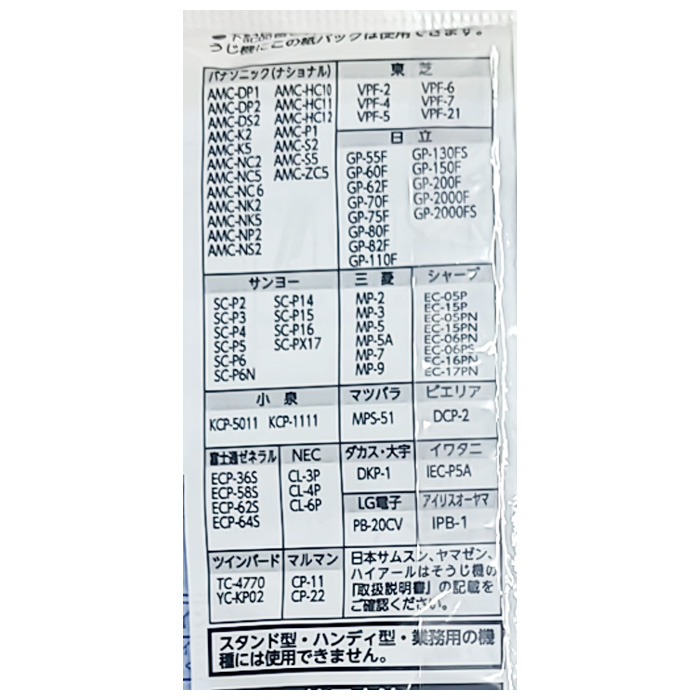 ●下記品番
うじ機にこの紙パックは使用できます。
パナソニック(ナショナル)
AMC-DP1 AMC-HC10
AMC-DP2 AMC-HC11
AMC-DS2 AMC-HC12
AMC-K2 AMC-P1
AMC-K5 AMC-S2
AMC-NC2 AMC-S5
AMC-NC5 AMC-ZC5
AMC-NC6
AMC-NK2
AMC-NK5
AMC-NP2
AMC-NS2
東芝
VPF-2 VPF-6
VPF-4 VPF-7
VPF-5 VPF-21
日立
GP-55F GP-130FS
GP-60F GP-150F
GP-62F GP-200F
GP-70F GP-2000F
GP-75F GP-2000FS
GP-80F
GP-82F
GP-110F
サンヨー
SC-P2 SC-P14
SC-P3 SC-P15
SC-P4 SC-P16
SC-P5 SC-PX17
SC-P6
SC-P6N
三菱
MP-2
MP-3
MP-5
MP-5A
MP-7
MP-9
シャープ
EC-05P
EC-15P
EC-05PN
EC-15PN
EC-06PN
EC-06PS
EC-16PN
EC-17PN
小泉
KCP-5011 KCP-1111
マツバラ
MPS-51
ピエリア
DCP-2
富士通ゼネラル
ECP-36S
ECP-58S
ECP-62S
ECP-64S
NEC
CL-3P
CL-4P
CL-6P
ダカス・大宇
DKP-1
イワタニ
IEC-P5A
LG電子
PB-20CV
アイリスオーヤマ
IPB-1
ツインバード
TC-4770
YC-KP02
マルマン
CP-11
CP-22
日本サムスン、ヤマゼン、
ハイアールはそうじ機の
「取扱説明書」の記載を
ご確認ください。
スタンド型・ハンディ型・業務用の機
種には使用できません。